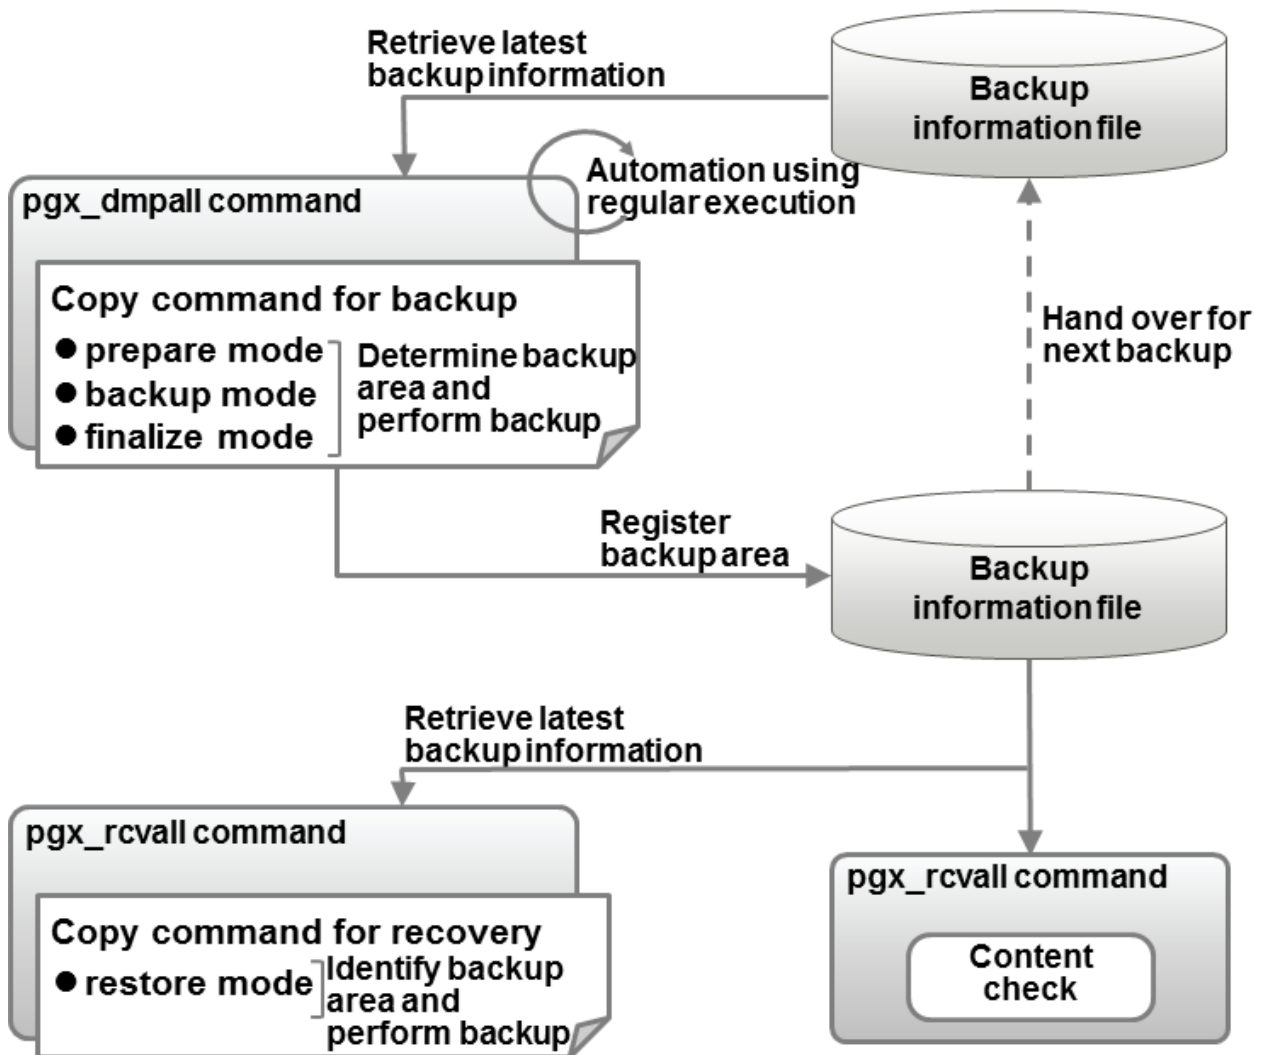 Retrieve latest
backup information
Backup
information file
Automation using
regular execution
pgx_dmpall command
Copy command for backup
● prepare mode
● backup mode
● finalize mode
Determine backup
area and
perform backup
Hand over for
next backup
Register
backup area
Backup
information file
Retrieve latest
backup information
pgx_rcvall command
Copy command for recovery
● restore mode
Identify backup
area and
perform backup
pgx_rcvall command
Content
check